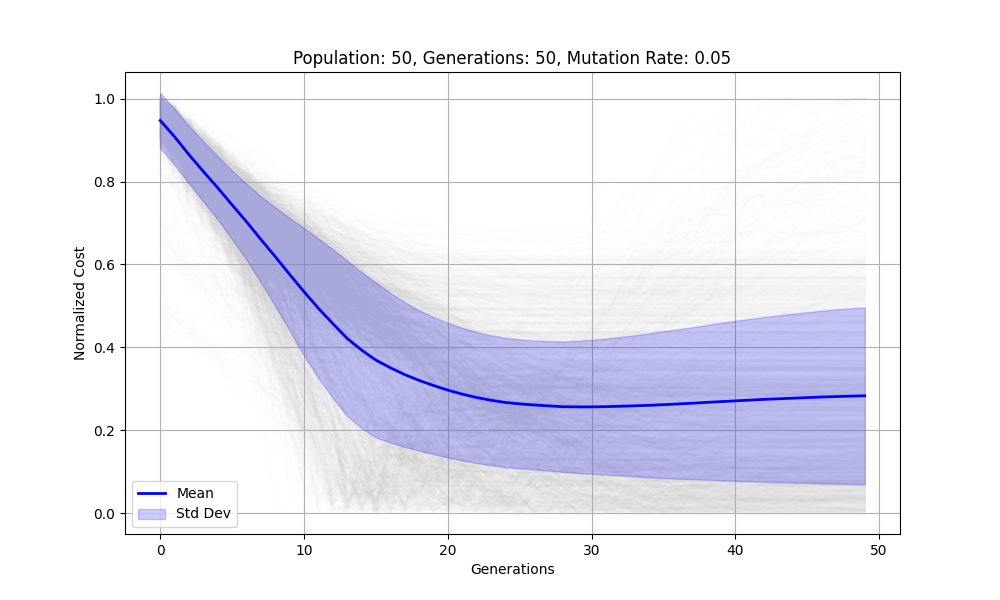 Population: 50, Generations: 50, Mutation Rate: 0.05
1.0
0.8
0.6
0.4
0.2
0.0
Normalized Cost
Mean
Std Dev
0 10 20 30 40 50
Generations